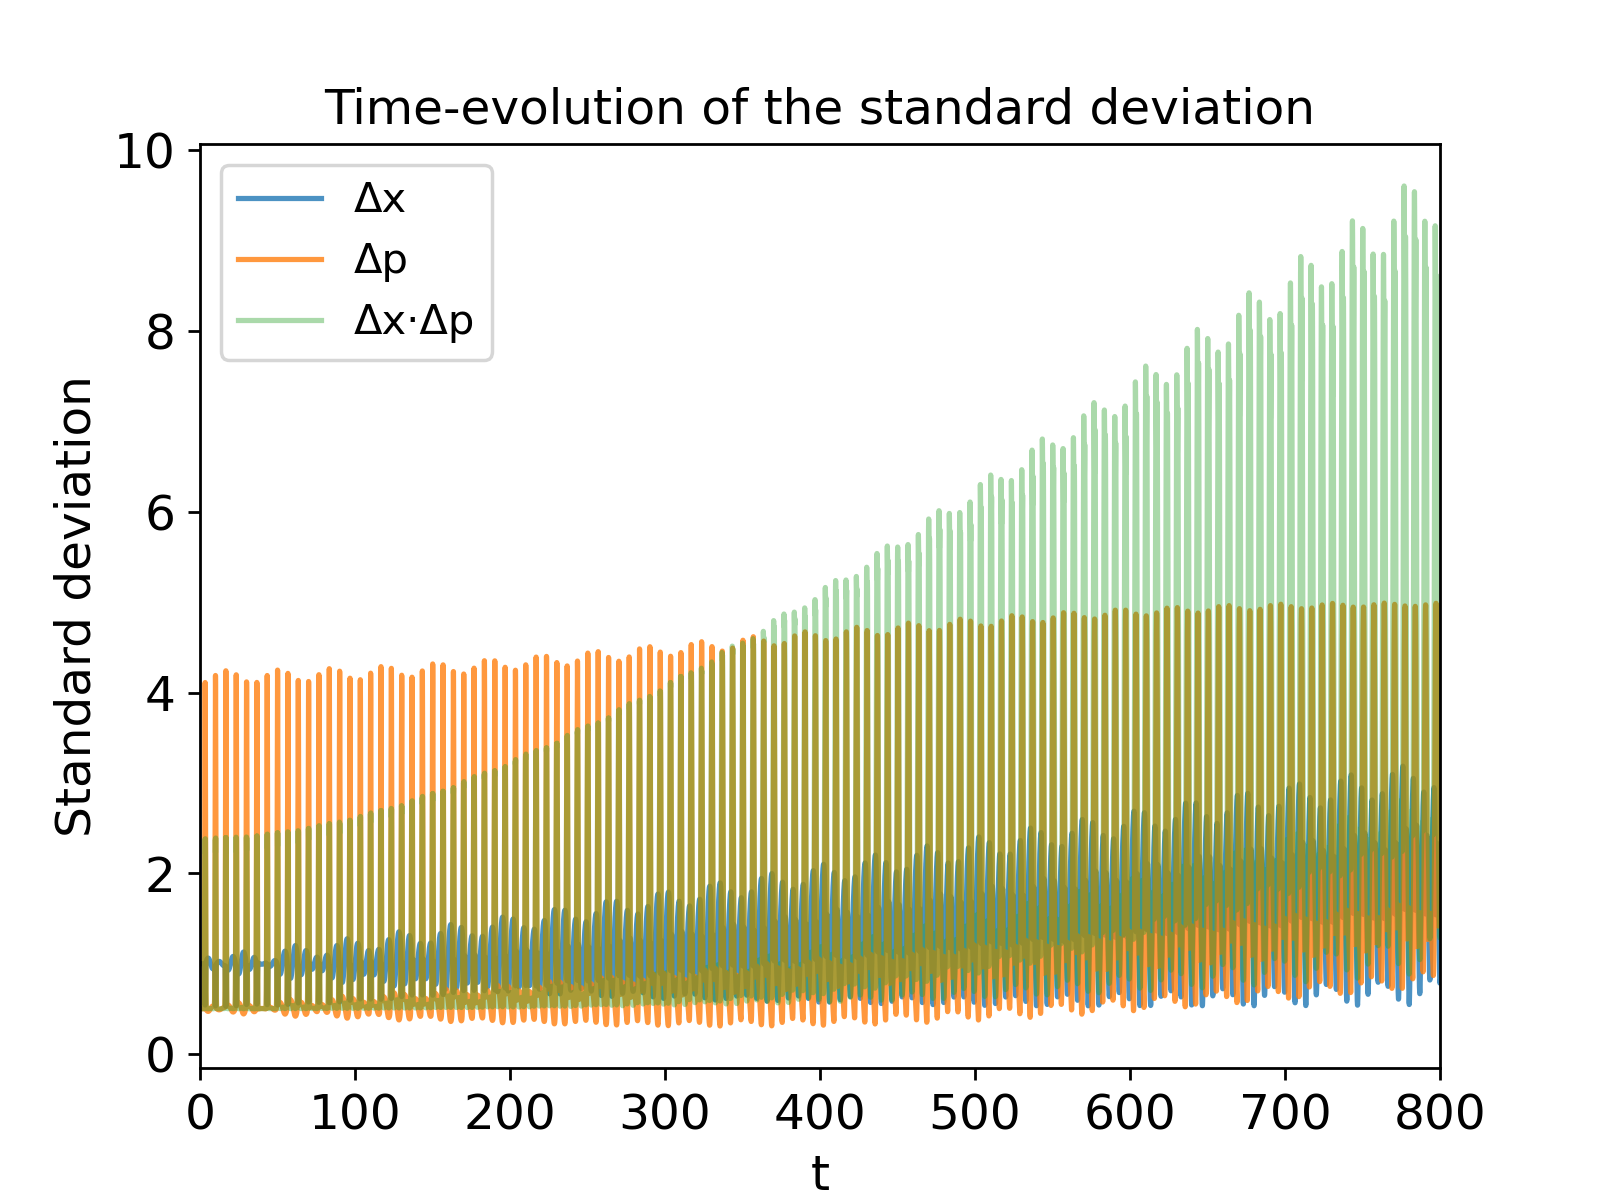 Time-evolution of the standard deviation
10
8
6
4
2
0
Standard deviation
Δx
Δp
Δx·Δp
0 100 200 300 400 500 600 700 800
t